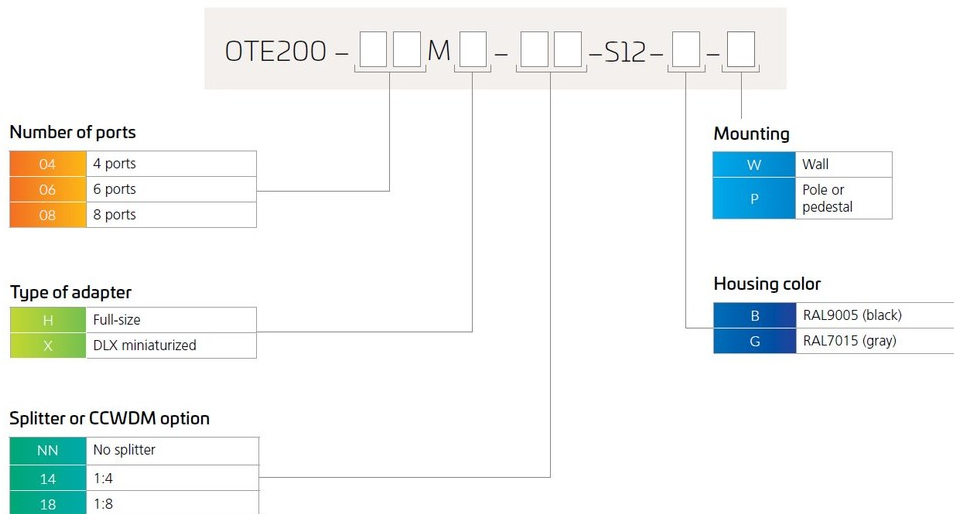 OTE200 – M – – S12 – –
Number of ports
04 4 ports
06 6 ports
08 8 ports
Mounting
W Wall
P Pole or
pedestal
Type of adapter
H Full-size
X DLX miniaturized
Housing color
B RAL9005 (black)
G RAL7015 (gray)
Splitter or CCWDM option
NN No splitter
14 1:4
18 1:8